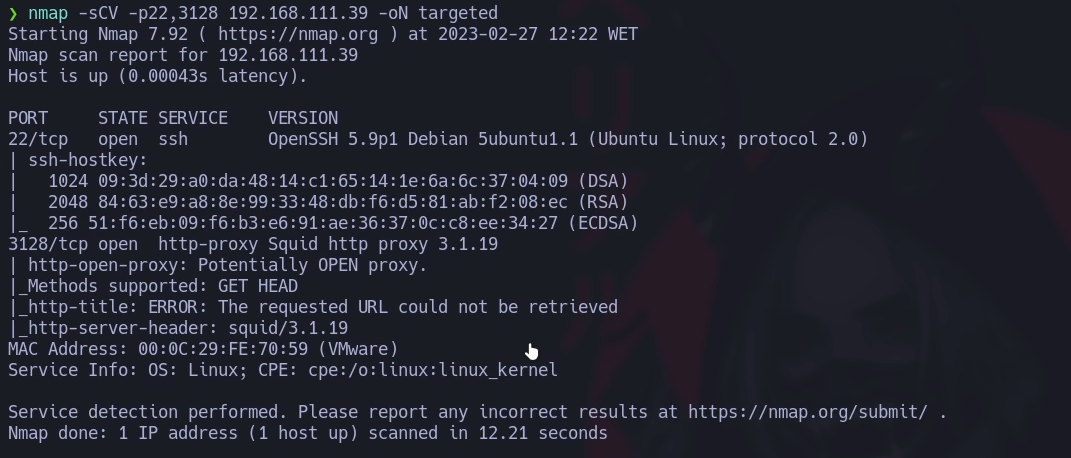 ❯ nmap -sCV -p22,3128 192.168.111.39 -oN targeted
Starting Nmap 7.92 ( https://nmap.org ) at 2023-02-27 12:22 WET
Nmap scan report for 192.168.111.39
Host is up (0.00043s latency).

PORT     STATE SERVICE    VERSION
22/tcp   open  ssh        OpenSSH 5.9p1 Debian 5ubuntu1.1 (Ubuntu Linux; protocol 2.0)
| ssh-hostkey:
|   1024 09:3d:29:a0:da:48:14:c1:65:14:1e:6a:6c:37:04:09 (DSA)
|   2048 84:63:e9:a8:8e:99:33:48:db:f6:d5:81:ab:f2:08:ec (RSA)
|_  256 51:f6:eb:09:f6:b3:e6:91:ae:36:37:0c:c8:ee:34:27 (ECDSA)
3128/tcp open  http-proxy Squid http proxy 3.1.19
| http-open-proxy: Potentially OPEN proxy.
|_Methods supported: GET HEAD
|_http-title: ERROR: The requested URL could not be retrieved
|_http-server-header: squid/3.1.19
MAC Address: 00:0C:29:FE:70:59 (VMware)
Service Info: OS: Linux; CPE: cpe:/o:linux:linux_kernel

Service detection performed. Please report any incorrect results at https://nmap.org/submit/ .
Nmap done: 1 IP address (1 host up) scanned in 12.21 seconds